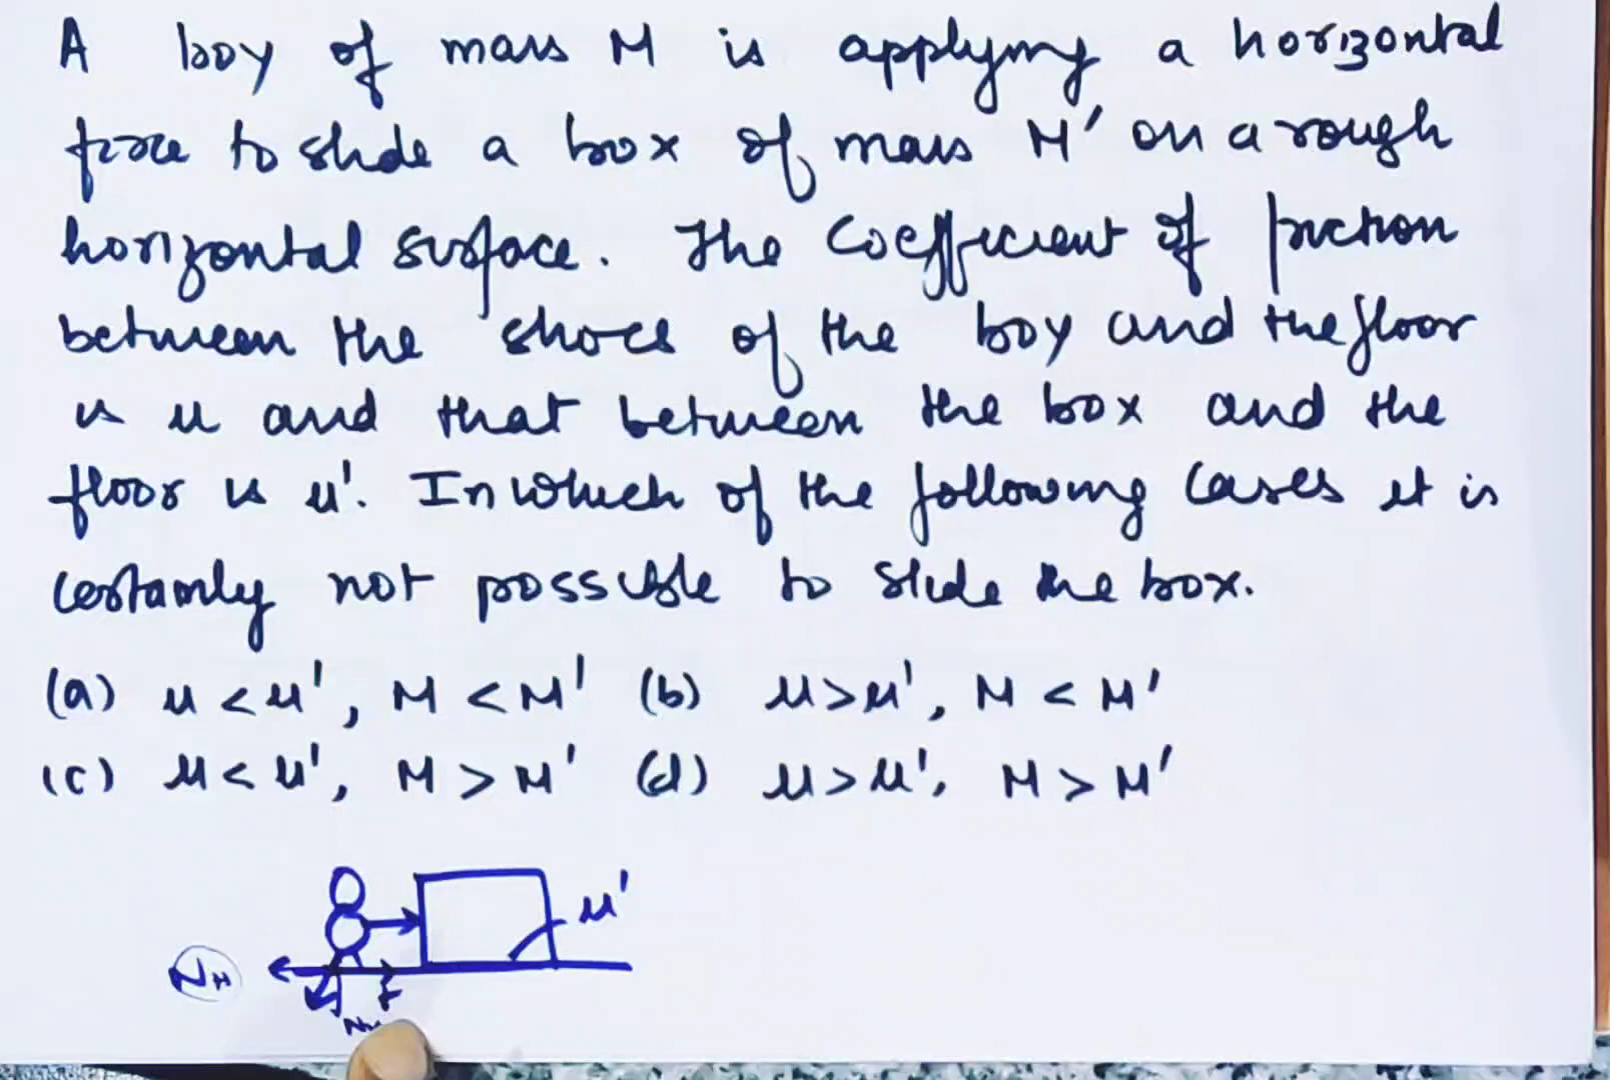 A boy of mass M is applying a horizontal
force to slide a box of mass M' on a rough
horizontal surface. The coefficient of friction
between the shoes of the boy and the floor
is μ and that between the box and the
floor is μ'. In which of the following cases it is
certainly not possible to slide the box.
(a) μ < μ', M < M' (b) μ > μ', M < M'
(c) μ < μ', M > M' (d) μ > μ', M > M'
μ'
NH
f